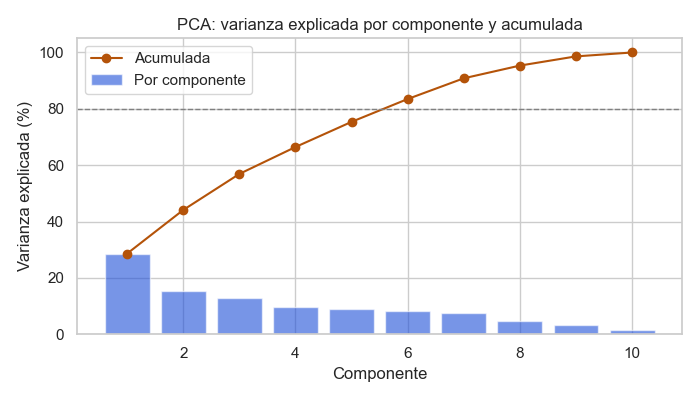 PCA: varianza explicada por componente y acumulada
Acumulada
Por componente
Varianza explicada (%)
100
80
60
40
20
0
2 4 6 8 10
Componente